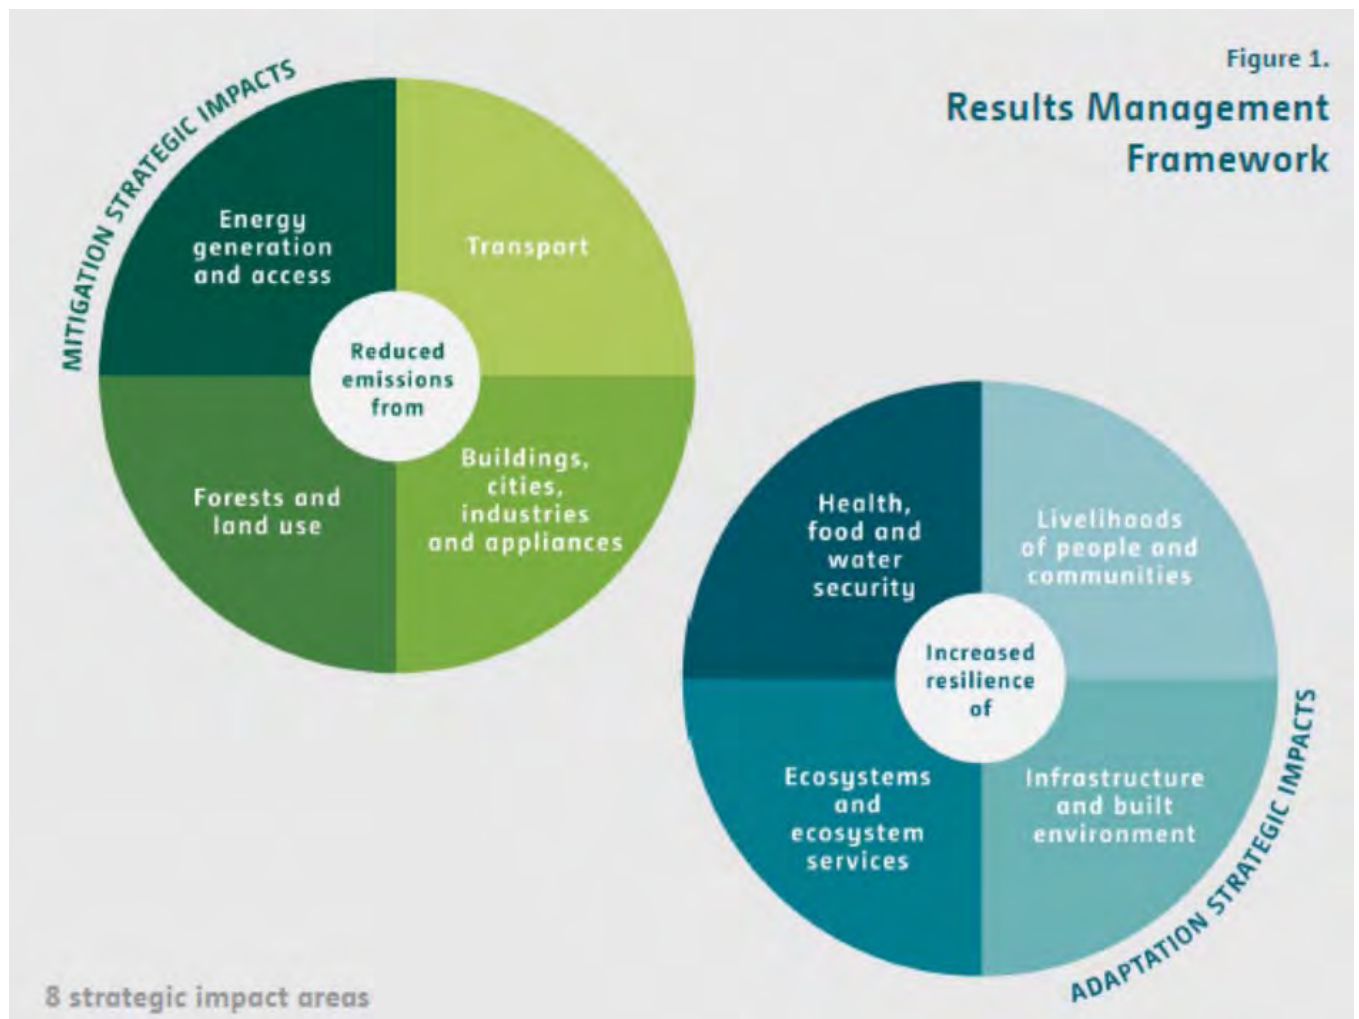 Figure 1.
Results Management
Framework
MITIGATION STRATEGIC IMPACTS
Energy
generation
and access
Transport
Reduced
emissions
from
Forests and
land use
Buildings,
cities,
industries
and appliances
Health,
food and
water
security
Livelihoods
of people and
communities
Increased
resilience
of
Ecosystems
and
ecosystem
services
Infrastructure
and built
environment
ADAPTATION STRATEGIC IMPACTS
8 strategic impact areas